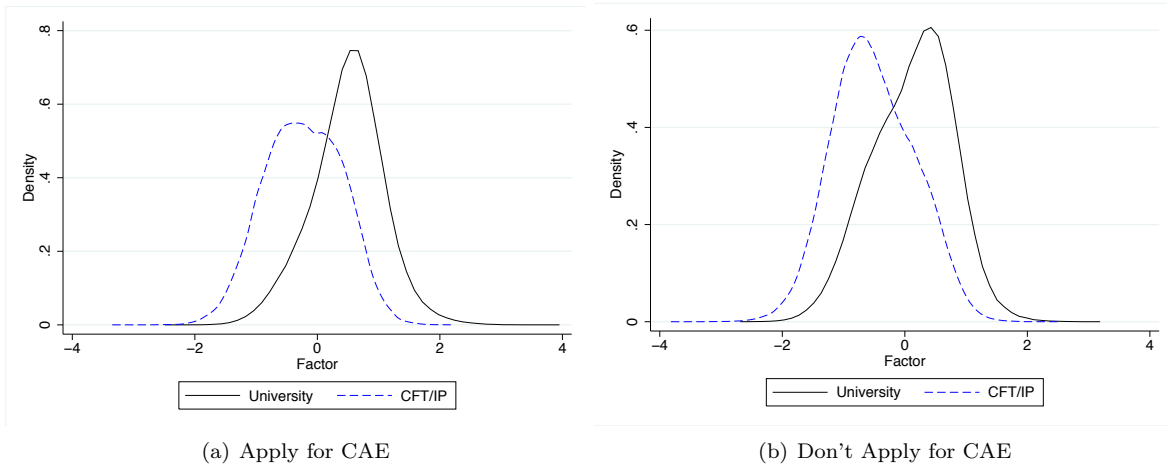 Density
0 .2 .4 .6 .8
−4 −2 0 2 4
Factor
University CFT/IP
(a) Apply for CAE
Density
0 .2 .4 .6
−4 −2 0 2 4
Factor
University CFT/IP
(b) Don't Apply for CAE